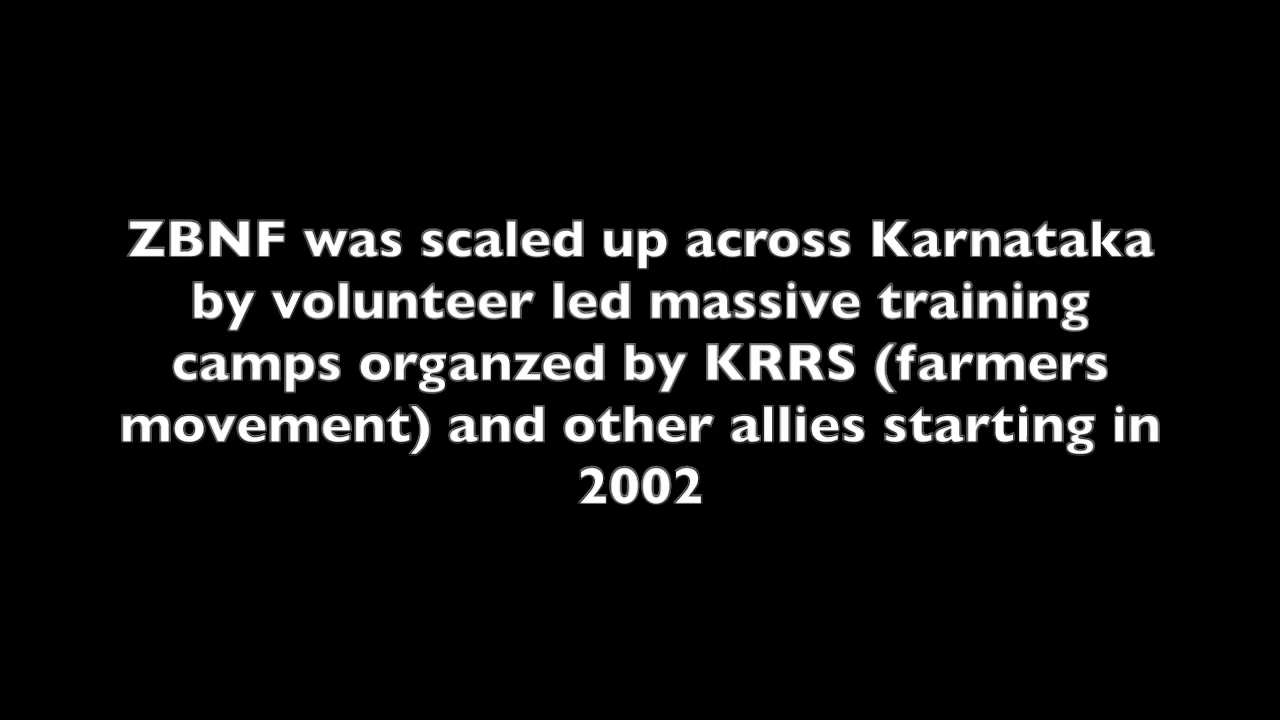 ZBNF was scaled up across Karnataka
by volunteer led massive training
camps organzed by KRRS (farmers
movement) and other allies starting in
2002